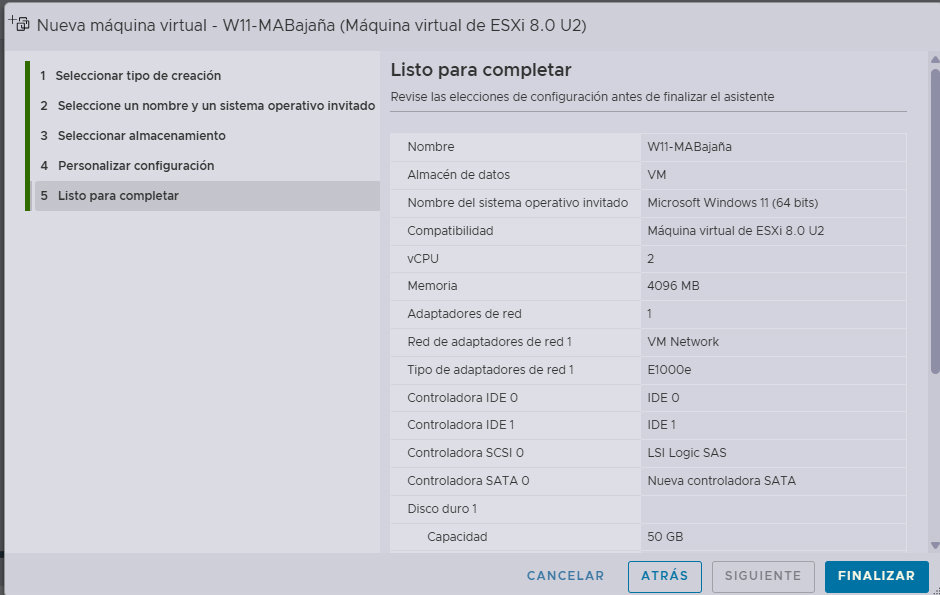 Nueva máquina virtual - W11-MABajaña (Máquina virtual de ESXi 8.0 U2)
1 Seleccionar tipo de creación
2 Seleccione un nombre y un sistema operativo invitado
3 Seleccionar almacenamiento
4 Personalizar configuración
5 Listo para completar
Listo para completar
Revise las elecciones de configuración antes de finalizar el asistente
Nombre W11-MABajaña
Almacén de datos VM
Nombre del sistema operativo invitado Microsoft Windows 11 (64 bits)
Compatibilidad Máquina virtual de ESXi 8.0 U2
vCPU 2
Memoria 4096 MB
Adaptadores de red 1
Red de adaptadores de red 1 VM Network
Tipo de adaptadores de red 1 E1000e
Controladora IDE 0 IDE 0
Controladora IDE 1 IDE 1
Controladora SCSI 0 LSI Logic SAS
Controladora SATA 0 Nueva controladora SATA
Disco duro 1
Capacidad 50 GB
CANCELAR ATRÁS SIGUIENTE FINALIZAR